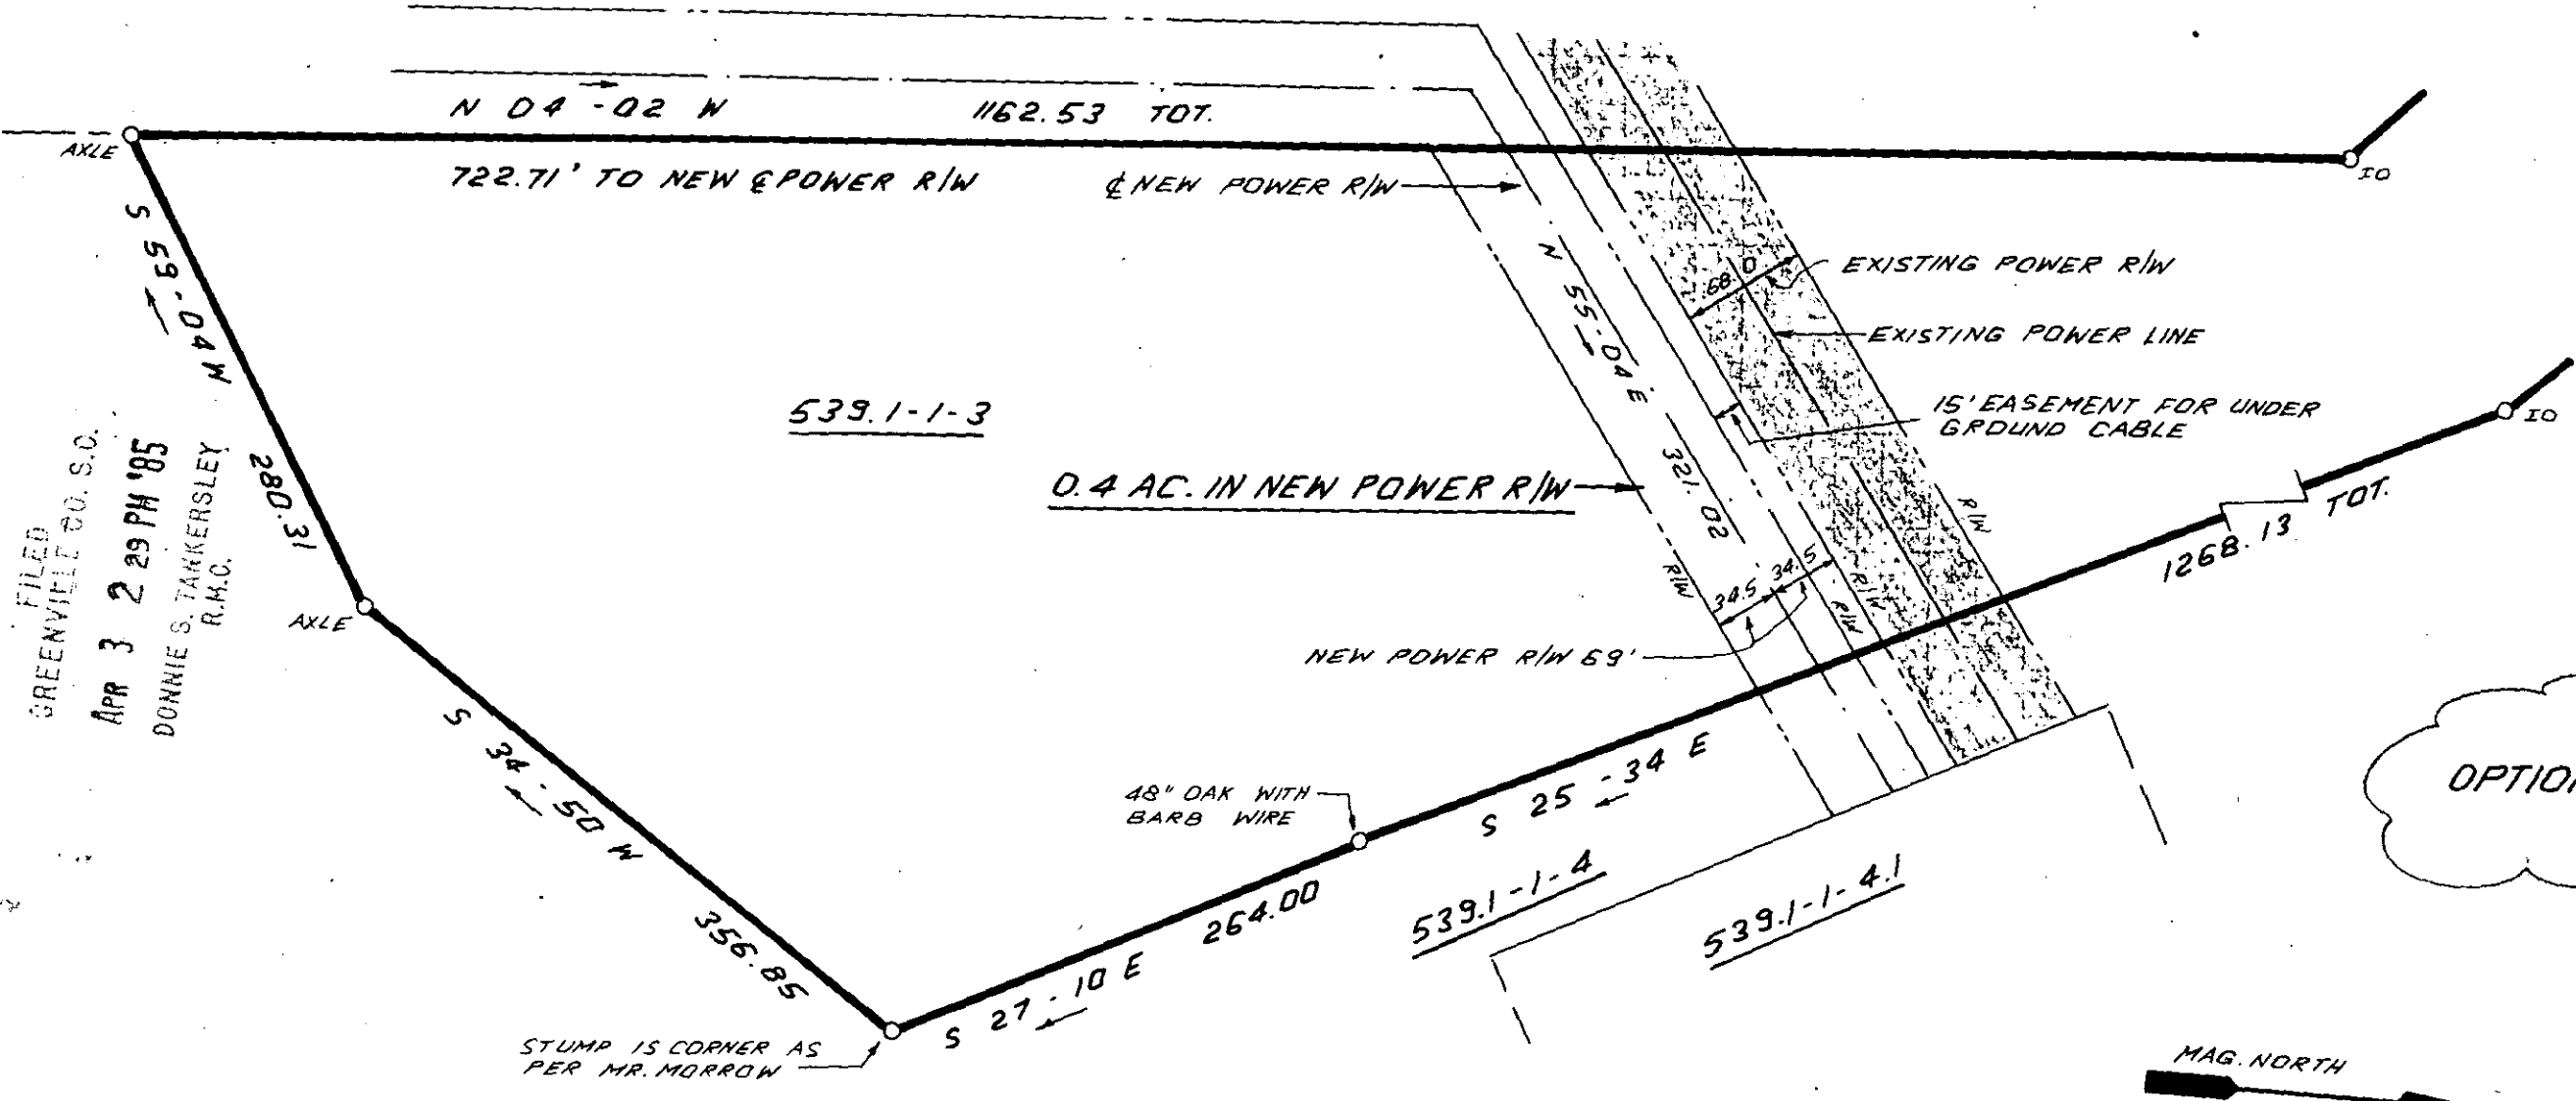 N 04-02 W 1162.53 TOT.
AXLE
722.71' TO NEW ℄ POWER R/W
℄ NEW POWER R/W
IO
S 59-04 W
280.31
N 55-04 E
321.02
68.0
EXISTING POWER R/W
EXISTING POWER LINE
15' EASEMENT FOR UNDER
GROUND CABLE
IO
539.1-1-3
0.4 AC. IN NEW POWER R/W
R/W
1268.13 TOT.
FILED
GREENVILLE CO. S.C.
APR 3 2 29 PM '85
DONNIE S. TANKERSLEY
R.M.C.
AXLE
34.5' 34.5
R/W
R/W
R/W
NEW POWER R/W 69'
S 34-50 W
356.85
48" OAK WITH
BARB WIRE
S 25-34 E
OPTIO
264.00
539.1-1-4
539.1-1-4.1
S 27-10 E
STUMP IS CORNER AS
PER MR. MORROW
MAG. NORTH